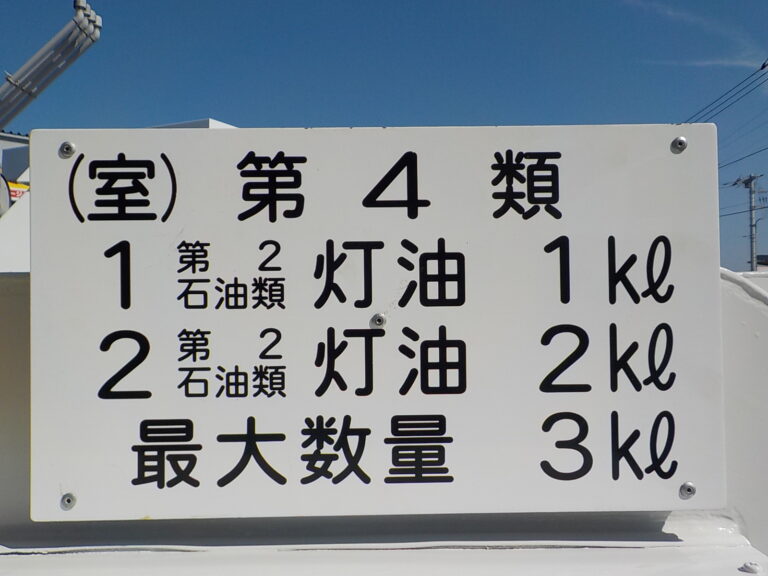 (室) 第 4 類
1 第2石油類 灯油 1kℓ
2 第2石油類 灯油 2kℓ
最大数量 3kℓ